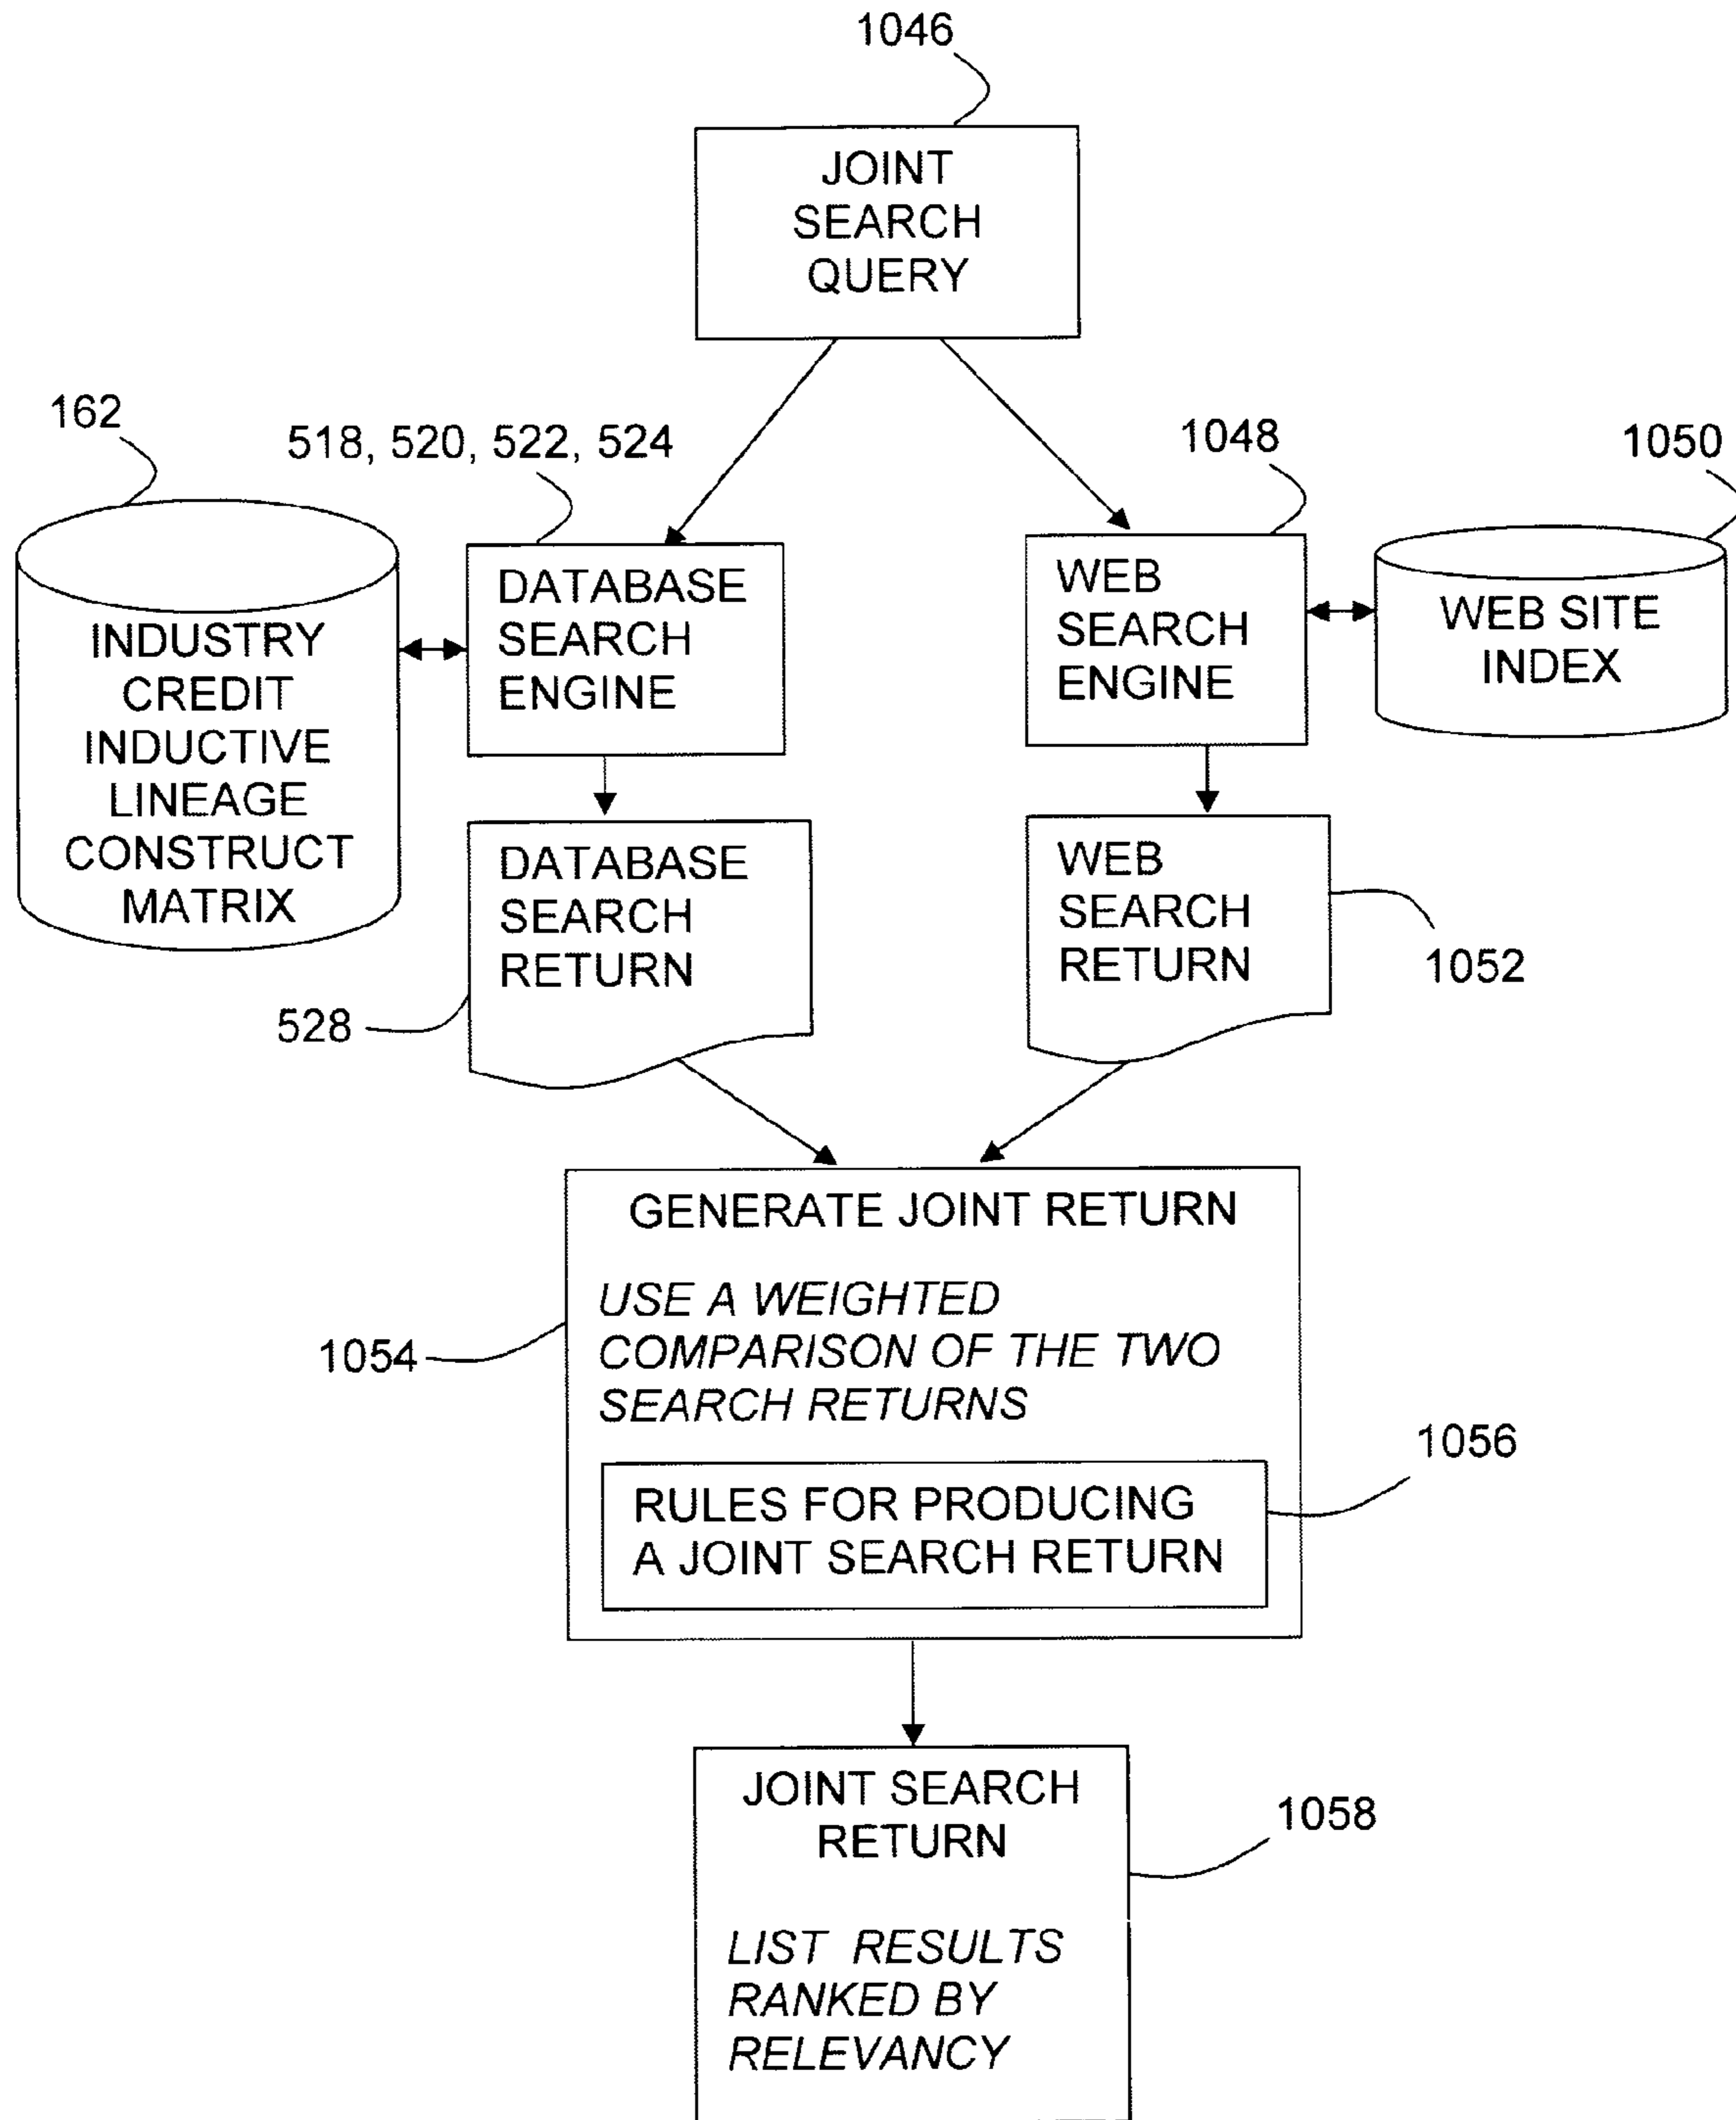 1046
JOINT
SEARCH
QUERY
162
518, 520, 522, 524
1048
1050
INDUSTRY
CREDIT
INDUCTIVE
LINEAGE
CONSTRUCT
MATRIX
DATABASE
SEARCH
ENGINE
WEB
SEARCH
ENGINE
WEB SITE
INDEX
DATABASE
SEARCH
RETURN
528
WEB
SEARCH
RETURN
1052
GENERATE JOINT RETURN
USE A WEIGHTED
COMPARISON OF THE TWO
SEARCH RETURNS
1054
1056
RULES FOR PRODUCING
A JOINT SEARCH RETURN
JOINT SEARCH
RETURN
1058
LIST RESULTS
RANKED BY
RELEVANCY